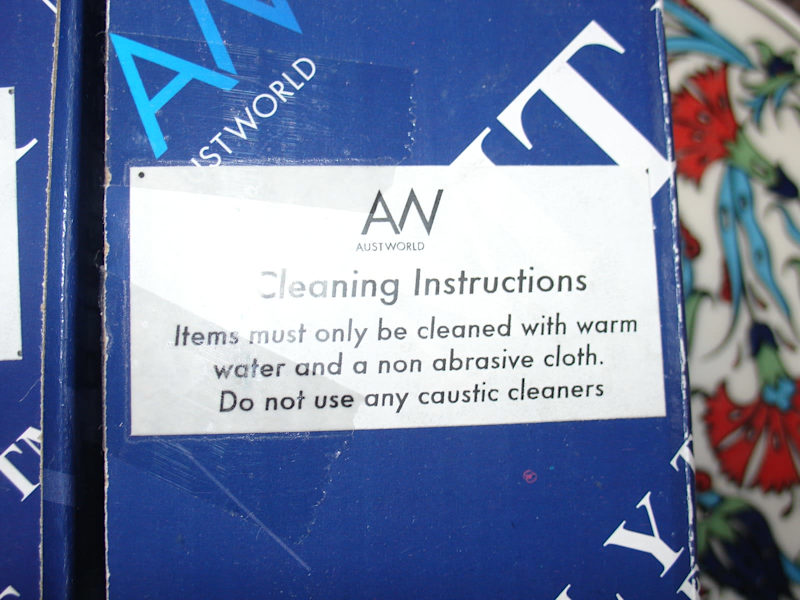 AW
AUSTWORLD
AW
AUSTWORLD
Cleaning Instructions
Items must only be cleaned with warm
water and a non abrasive cloth.
Do not use any caustic cleaners